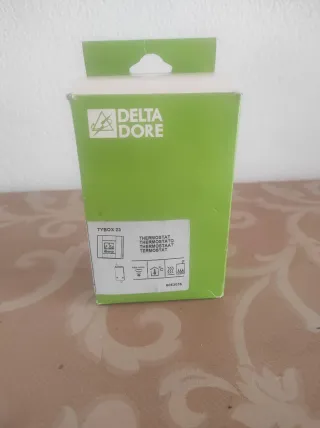 DELTA
DORE
TYBOX 23
THERMOSTAT
THERMOSTATO
THERMOSTAAT
TERMOSTAT